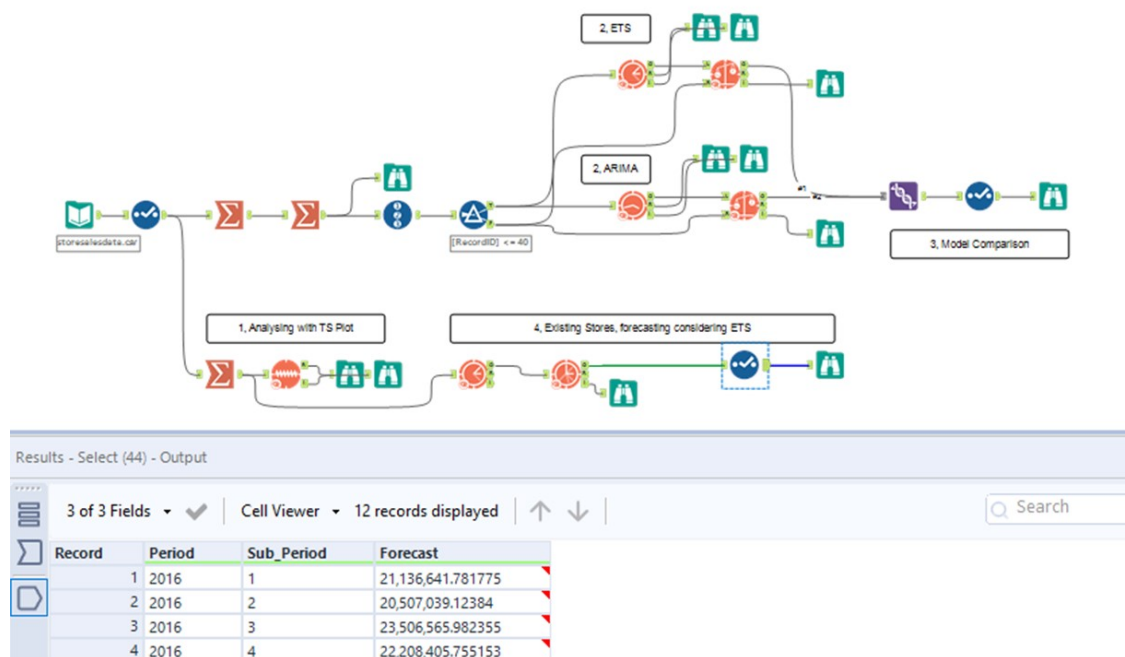 2, ETS
2, ARIMA
#1
#2
storesalesdata.csv
[RecordID] <= 40
3, Model Comparison
1, Analysing with TS Plot
4, Existing Stores, forecasting considering ETS
Results - Select (44) - Output
3 of 3 Fields Cell Viewer 12 records displayed Search
Record Period Sub_Period Forecast
1 2016 1 21,136,641.781775
2 2016 2 20,507,039.12384
3 2016 3 23,506,565.982355
4 2016 4 22,208,405.755153